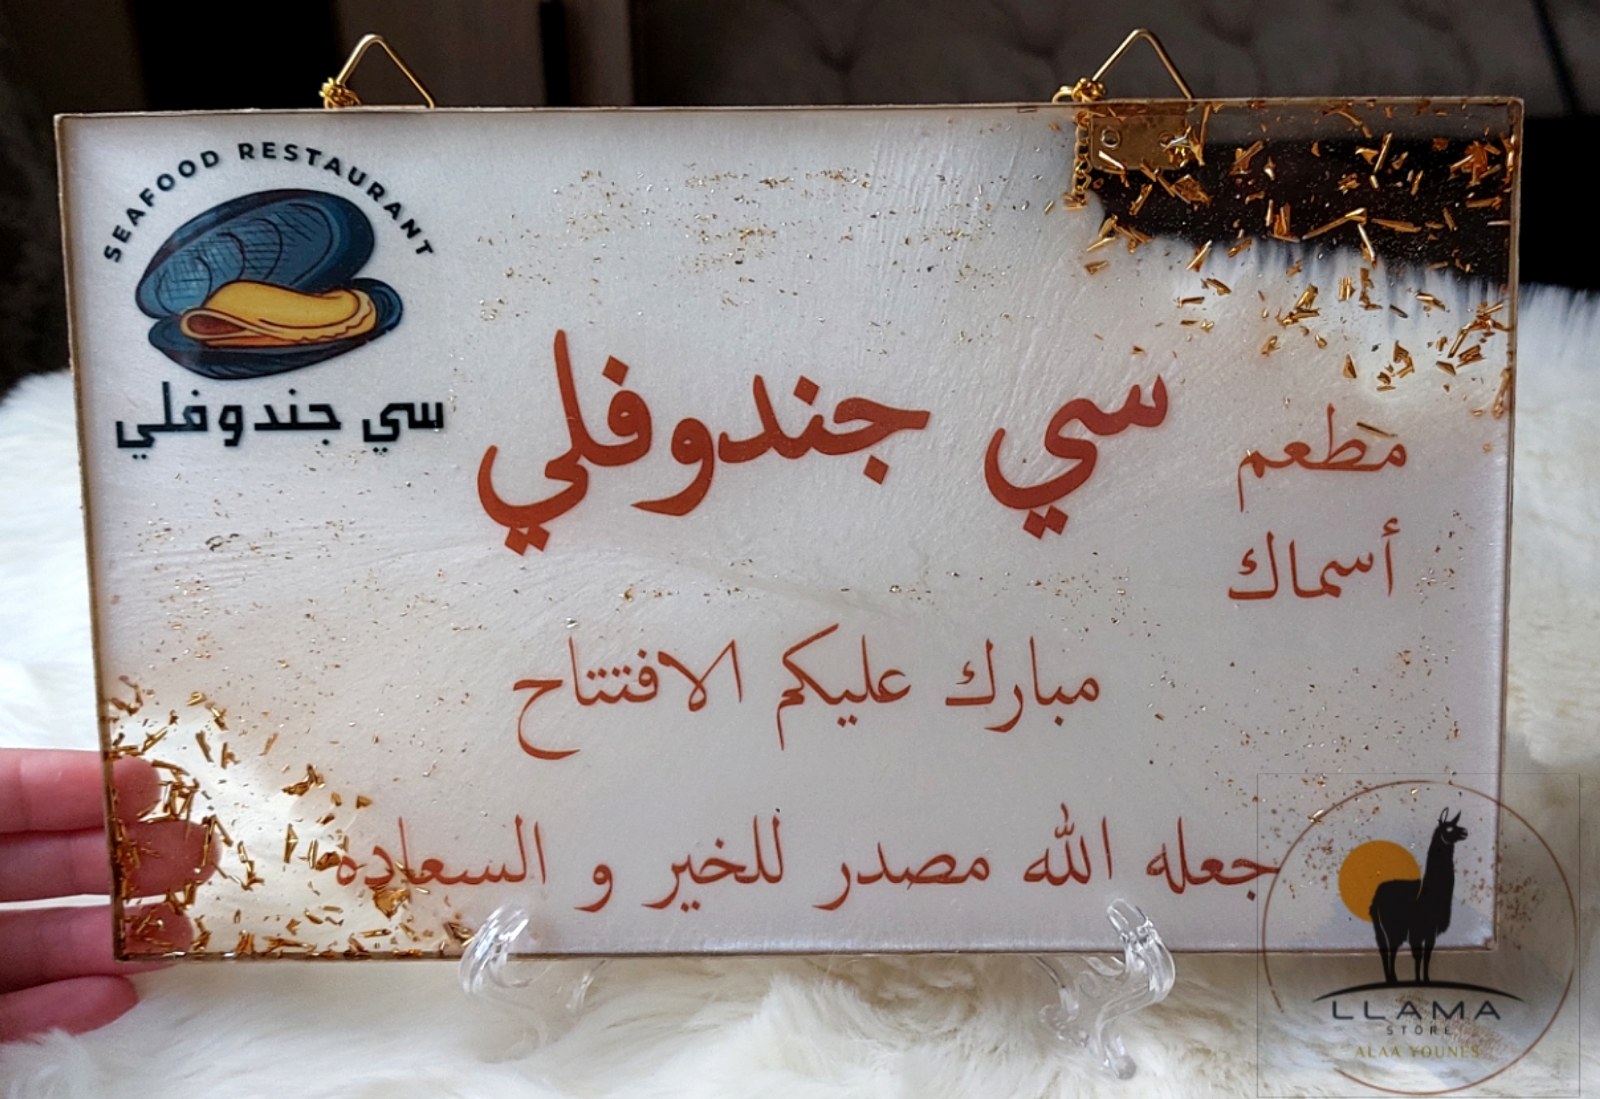 SEAFOOD RESTAURANT
سي جندوفلي
مطعم
أسماك
سي جندوفلي
مبارك عليكم الافتتاح
جعله الله مصدر للخير و السعاده
LLAMA
STORE
ALAA YOUNES